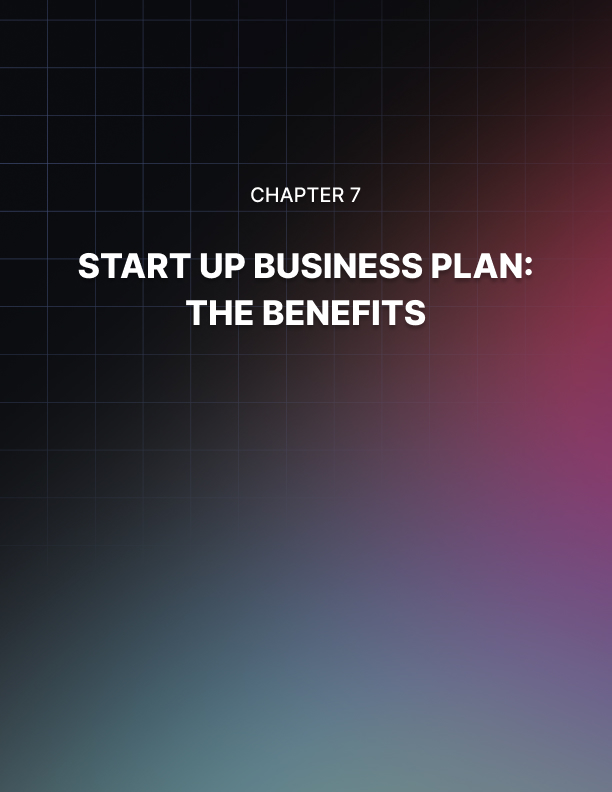 CHAPTER 7
START UP BUSINESS PLAN:
THE BENEFITS